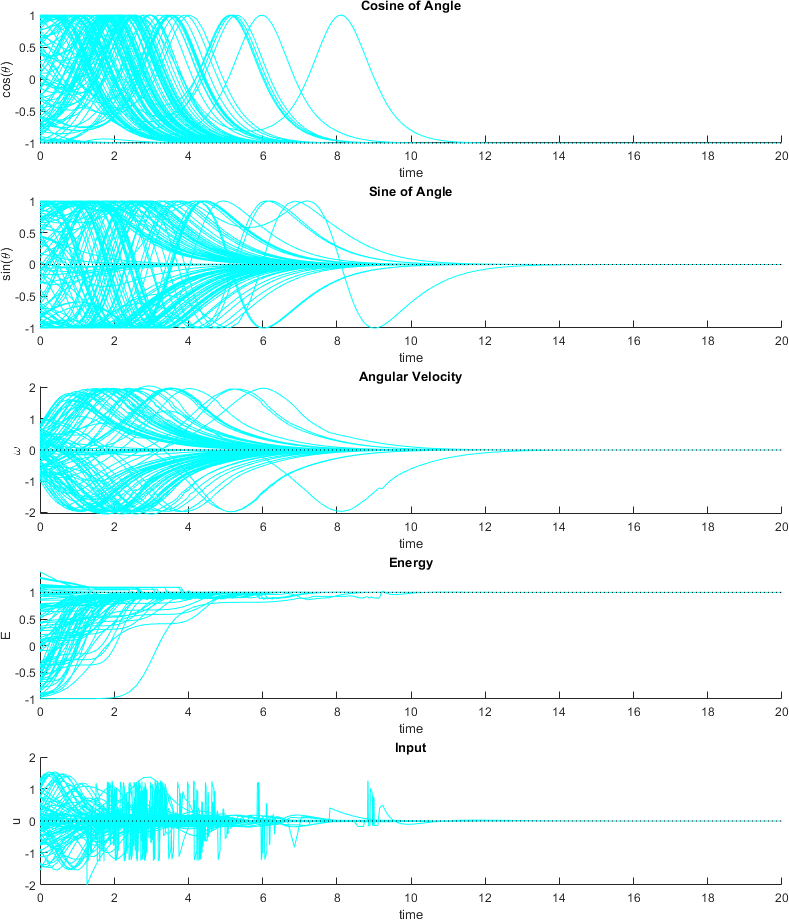 Cosine of Angle
1
0.5
0
-0.5
-1
cos(θ)
0 2 4 6 8 10 12 14 16 18 20
time
Sine of Angle
1
0.5
0
-0.5
-1
sin(θ)
0 2 4 6 8 10 12 14 16 18 20
time
Angular Velocity
2
1
0
-1
-2
ω
0 2 4 6 8 10 12 14 16 18 20
time
Energy
1
0.5
0
-0.5
-1
E
0 2 4 6 8 10 12 14 16 18 20
time
Input
2
1
0
-1
-2
u
0 2 4 6 8 10 12 14 16 18 20
time